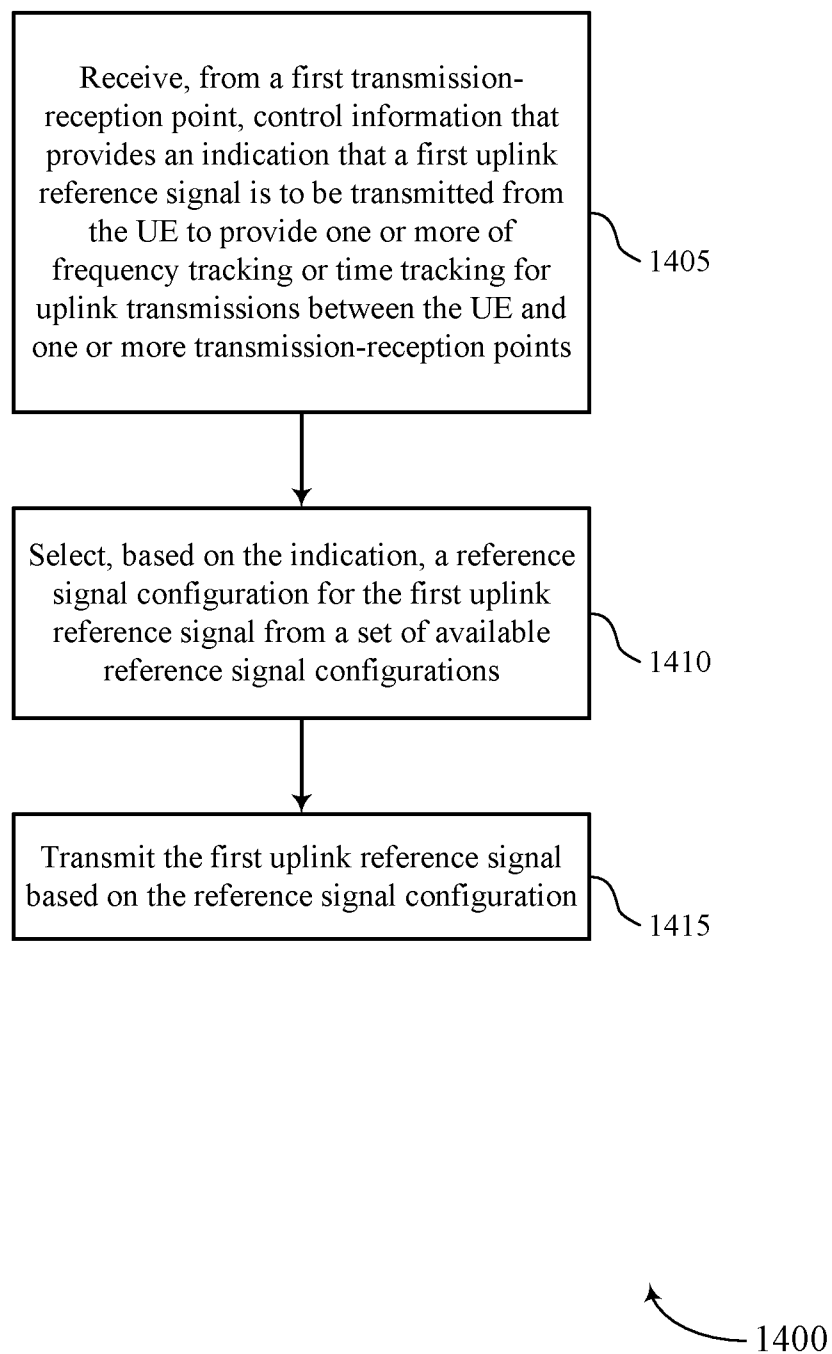 Receive, from a first transmission-
reception point, control information that
provides an indication that a first uplink
reference signal is to be transmitted from
the UE to provide one or more of
frequency tracking or time tracking for
uplink transmissions between the UE and
one or more transmission-reception points
1405
Select, based on the indication, a reference
signal configuration for the first uplink
reference signal from a set of available
reference signal configurations
1410
Transmit the first uplink reference signal
based on the reference signal configuration
1415
1400